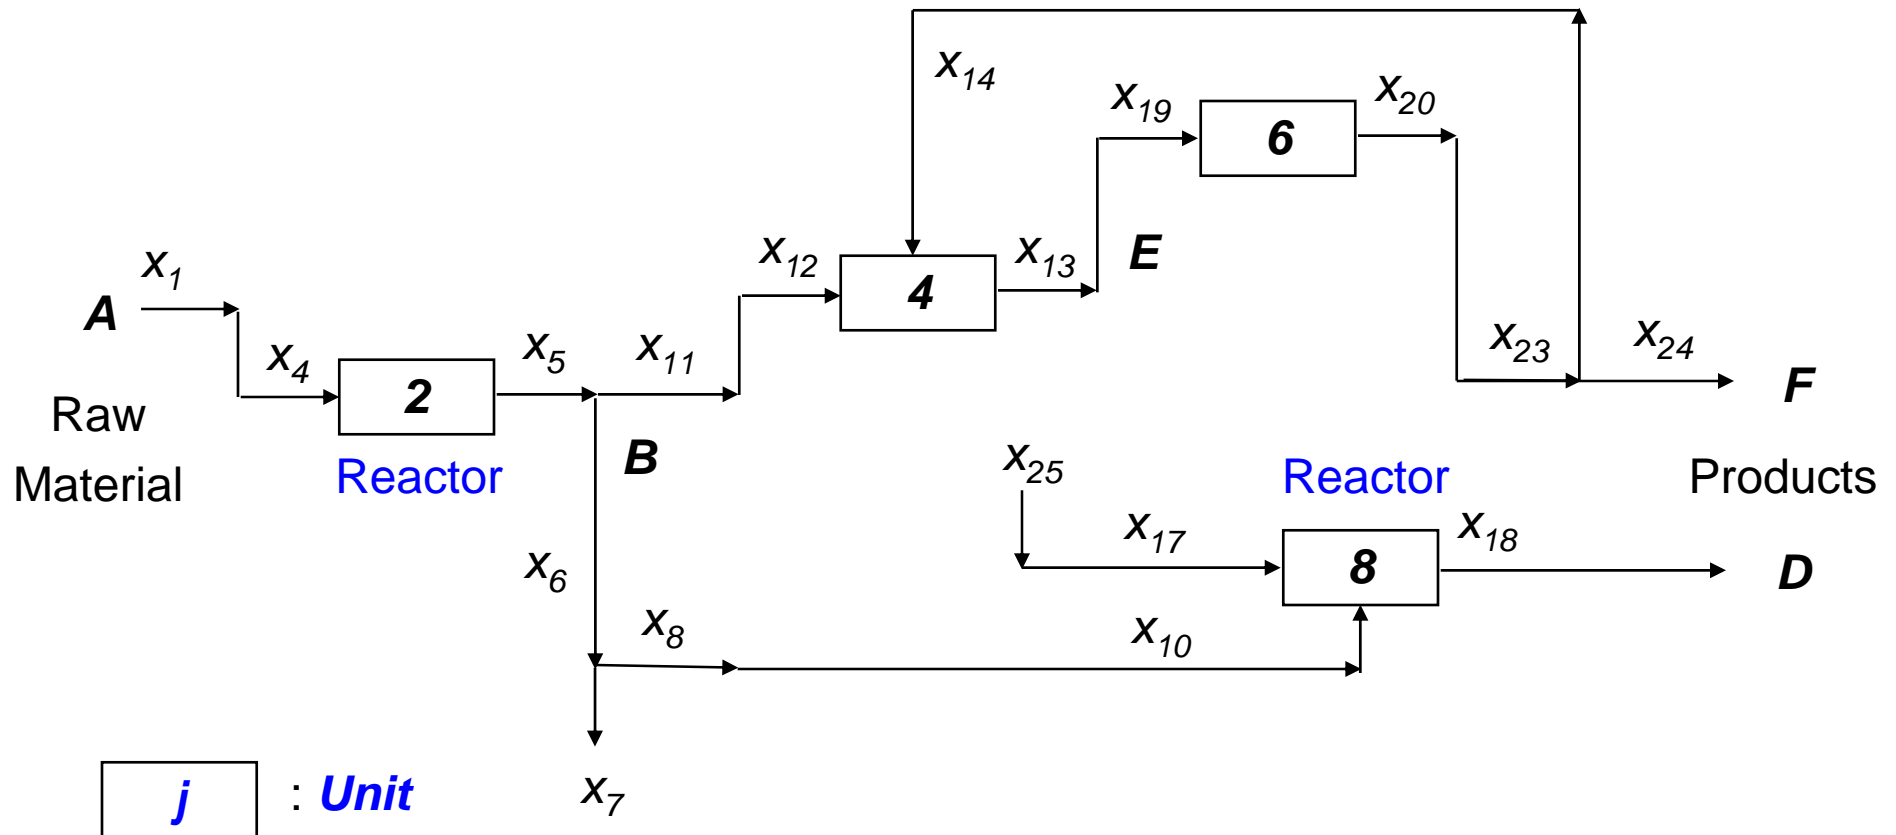 x14
x19
x20
6
x12
x13
E
x1
4
A
x4
x5
x11
x23
x24
2
F
Raw
Material
Reactor
B
x25
Reactor
Products
x17
x18
x6
8
D
x8
x10
j : Unit
x7